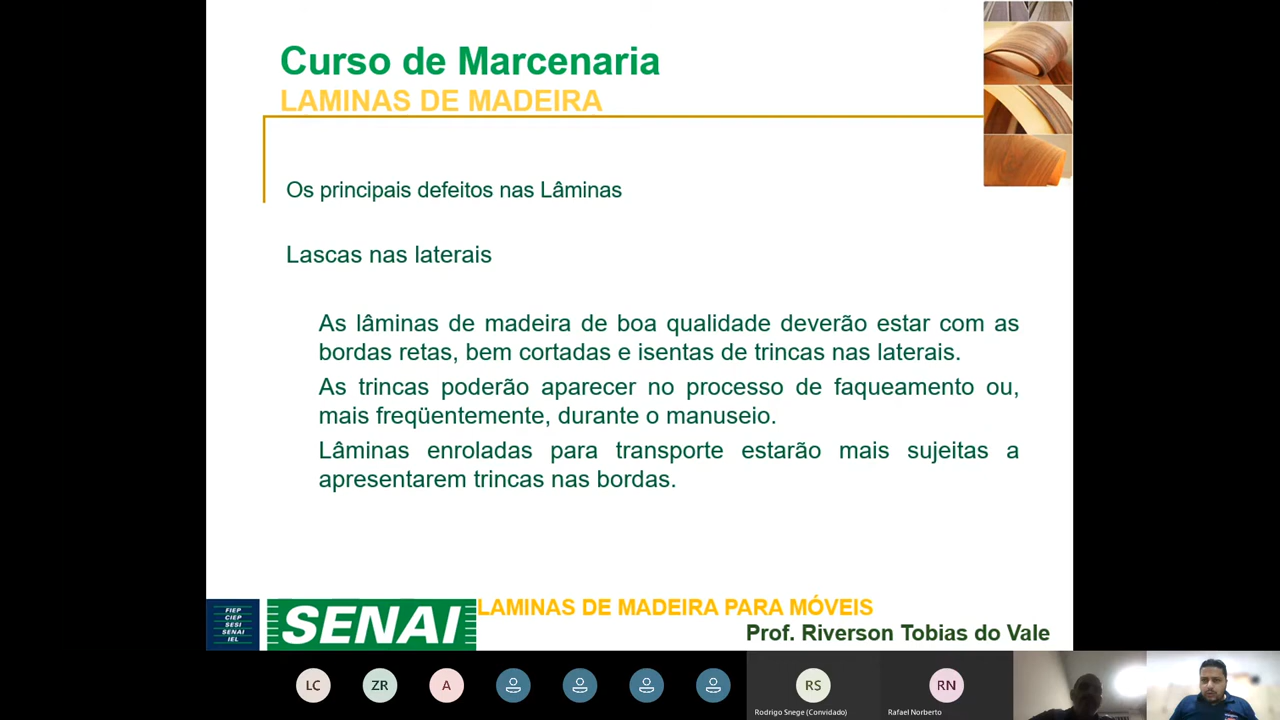 Curso de Marcenaria
LAMINAS DE MADEIRA
Os principais defeitos nas Lâminas
Lascas nas laterais
As lâminas de madeira de boa qualidade deverão estar com as
bordas retas, bem cortadas e isentas de trincas nas laterais.
As trincas poderão aparecer no processo de faqueamento ou,
mais freqüentemente, durante o manuseio.
Lâminas enroladas para transporte estarão mais sujeitas a
apresentarem trincas nas bordas.
FIEP
CIEP
SESI
SENAI
IEL
SENAI
LAMINAS DE MADEIRA PARA MÓVEIS
Prof. Riverson Tobias do Vale
LC
ZR
A
RS
RN
Rodrigo Snege (Convidado)
Rafael Norberto